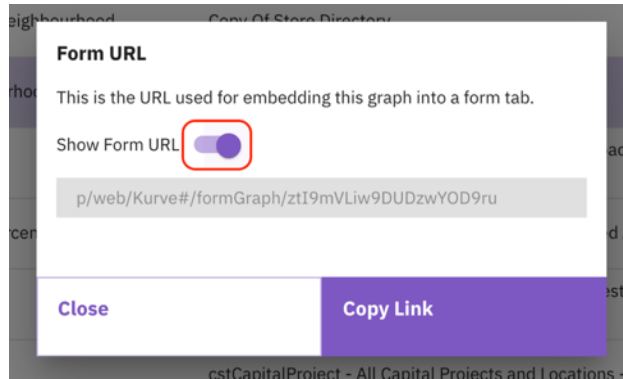 Copy Of Store Directory
Form URL
This is the URL used for embedding this graph into a form tab.
Show Form URL
p/web/Kurve#/formGraph/ztI9mVLiw9DUDzwYOD9ru
Close
Copy Link
cstCapitalProject - All Capital Projects and Locations -